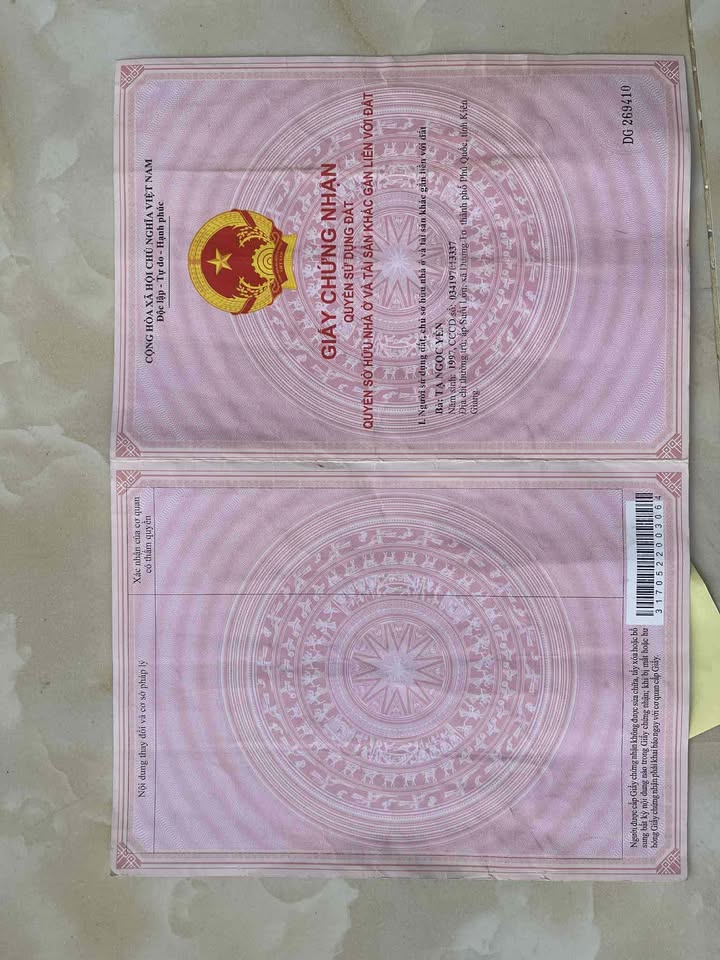 CỘNG HÒA XÃ HỘI CHỦ NGHĨA VIỆT NAM
Độc lập - Tự do - Hạnh phúc
GIẤY CHỨNG NHẬN
QUYỀN SỬ DỤNG ĐẤT
QUYỀN SỞ HỮU NHÀ Ở VÀ TÀI SẢN KHÁC GẮN LIỀN VỚI ĐẤT
I. Người sử dụng đất, chủ sở hữu nhà ở và tài sản khác gắn liền với đất
Bà: TẠ NGỌC YẾN
Năm sinh: 1997, CCCD số:
Địa chỉ thường trú: ấp Suối Lớn, xã Dương Tơ, thành phố Phú Quốc, tỉnh Kiên
Giang
DG 269410
Nội dung thay đổi và cơ sở pháp lý
Xác nhận của cơ quan
có thẩm quyền
Người được cấp Giấy chứng nhận không được sửa chữa, tẩy xóa hoặc bổ
sung bất kỳ nội dung nào trong Giấy chứng nhận; khi bị mất hoặc hư
hỏng Giấy chứng nhận phải khai báo ngay với cơ quan cấp Giấy.
3170522003064